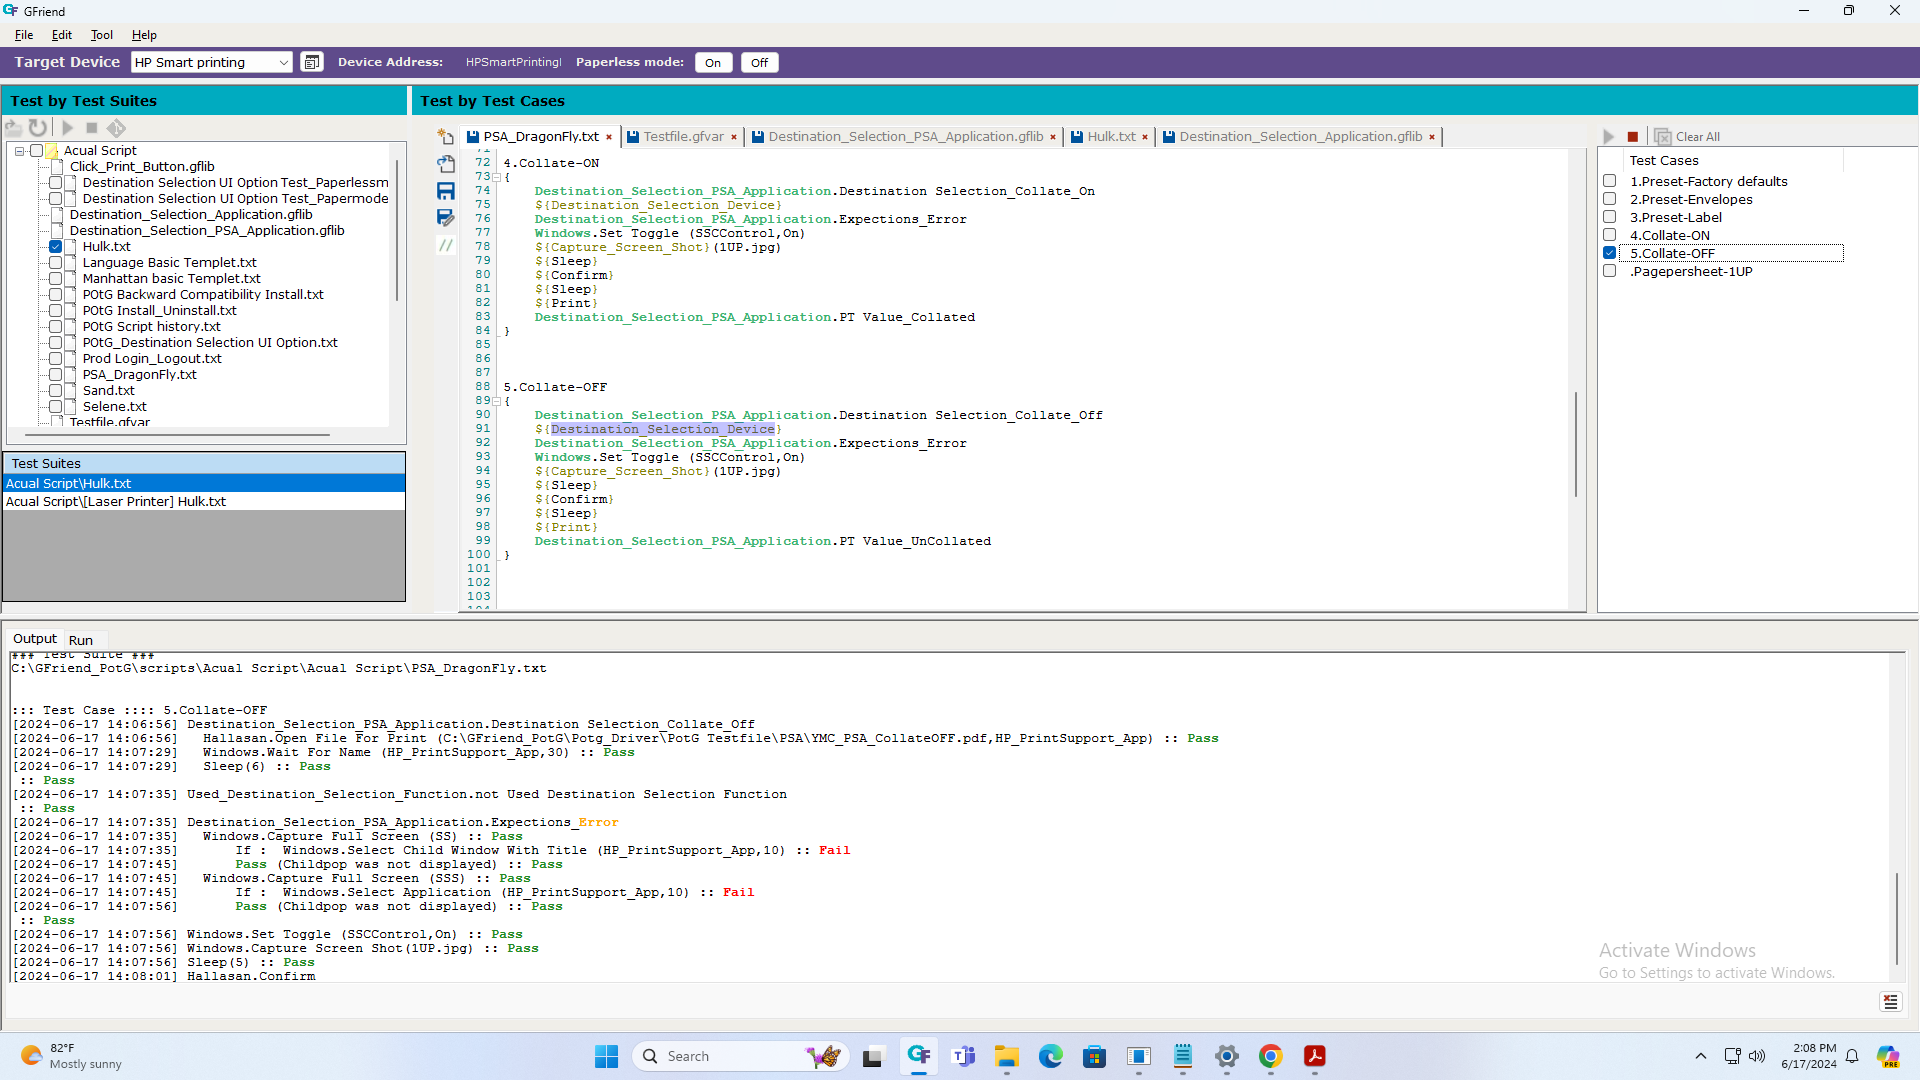 GFriend
File Edit Tool Help
Target Device HP Smart printing Device Address: HPSmartPrintingI Paperless mode: On Off
Test by Test Suites
Test by Test Cases
Acual Script
Click_Print_Button.gflib
Destination Selection UI Option Test_Paperlessm
Destination Selection UI Option Test_Papermode
Destination_Selection_Application.gflib
Destination_Selection_PSA_Application.gflib
Hulk.txt
Language Basic Templet.txt
Manhattan basic Templet.txt
POtG Backward Compatibility Install.txt
POtG Install_Uninstall.txt
POtG Script history.txt
POtG_Destination Selection UI Option.txt
Prod Login_Logout.txt
PSA_DragonFly.txt
Sand.txt
Selene.txt
Testfile.gfvar
Test Suites
Acual Script\Hulk.txt
Acual Script\[Laser Printer] Hulk.txt
PSA_DragonFly.txt × Testfile.gfvar × Destination_Selection_PSA_Application.gflib × Hulk.txt × Destination_Selection_Application.gflib ×
71
72 4.Collate-ON
73 {
74 Destination_Selection_PSA_Application.Destination Selection_Collate_On
75 ${Destination_Selection_Device}
76 Destination_Selection_PSA_Application.Expections_Error
77 Windows.Set Toggle (SSCControl,On)
78 ${Capture_Screen_Shot}(1UP.jpg)
79 ${Sleep}
80 ${Confirm}
81 ${Sleep}
82 ${Print}
83 Destination_Selection_PSA_Application.PT Value_Collated
84 }
85
86
87
88 5.Collate-OFF
89 {
90 Destination_Selection_PSA_Application.Destination Selection_Collate_Off
91 ${Destination_Selection_Device}
92 Destination_Selection_PSA_Application.Expections_Error
93 Windows.Set Toggle (SSCControl,On)
94 ${Capture_Screen_Shot}(1UP.jpg)
95 ${Sleep}
96 ${Confirm}
97 ${Sleep}
98 ${Print}
99 Destination_Selection_PSA_Application.PT Value_UnCollated
100 }
101
102
103
104
Clear All
Test Cases
1.Preset-Factory defaults
2.Preset-Envelopes
3.Preset-Label
4.Collate-ON
5.Collate-OFF
.Pagepersheet-1UP
Output Run
### Test Suite ###
C:\GFriend_PotG\scripts\Acual Script\Acual Script\PSA_DragonFly.txt
::: Test Case :::: 5.Collate-OFF
[2024-06-17 14:06:56] Destination_Selection_PSA_Application.Destination Selection_Collate_Off
[2024-06-17 14:06:56] Hallasan.Open File For Print (C:\GFriend_PotG\Potg_Driver\PotG Testfile\PSA\YMC_PSA_CollateOFF.pdf,HP_PrintSupport_App) :: Pass
[2024-06-17 14:07:29] Windows.Wait For Name (HP_PrintSupport_App,30) :: Pass
[2024-06-17 14:07:29] Sleep(6) :: Pass
:: Pass
[2024-06-17 14:07:35] Used_Destination_Selection_Function.not Used Destination Selection Function
:: Pass
[2024-06-17 14:07:35] Destination_Selection_PSA_Application.Expections_Error
[2024-06-17 14:07:35] Windows.Capture Full Screen (SS) :: Pass
[2024-06-17 14:07:35] If : Windows.Select Child Window With Title (HP_PrintSupport_App,10) :: Fail
[2024-06-17 14:07:45] Pass (Childpop was not displayed) :: Pass
[2024-06-17 14:07:45] Windows.Capture Full Screen (SSS) :: Pass
[2024-06-17 14:07:45] If : Windows.Select Application (HP_PrintSupport_App,10) :: Fail
[2024-06-17 14:07:56] Pass (Childpop was not displayed) :: Pass
:: Pass
[2024-06-17 14:07:56] Windows.Set Toggle (SSCControl,On) :: Pass
[2024-06-17 14:07:56] Windows.Capture Screen Shot(1UP.jpg) :: Pass
[2024-06-17 14:07:56] Sleep(5) :: Pass
[2024-06-17 14:08:01] Hallasan.Confirm
Activate Windows
Go to Settings to activate Windows.
82°F
Mostly sunny
Search
2:08 PM
6/17/2024
PRE